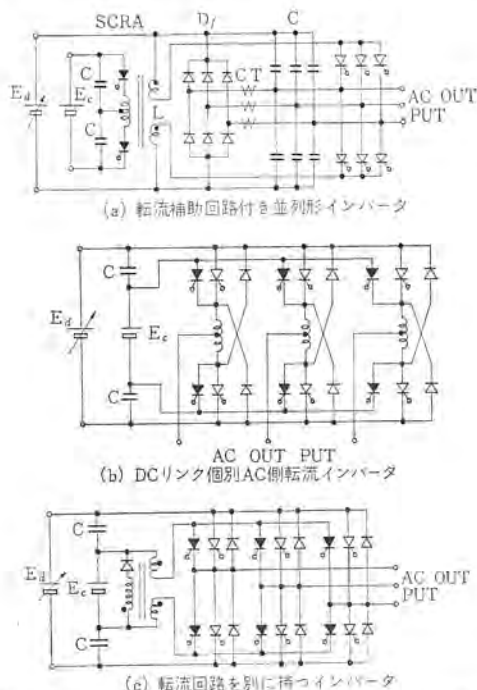 SCRA Df C
C
Ed Ec CT
C L
AC OUT
PUT
(a) 転流補助回路付き並列形インバータ
C
Ed Ec
C
AC OUT PUT
(b) DCリンク個別AC側転流インバータ
C
Ed Ec AC OUT
PUT
C
(c) 転流回路を別に持つインバータ